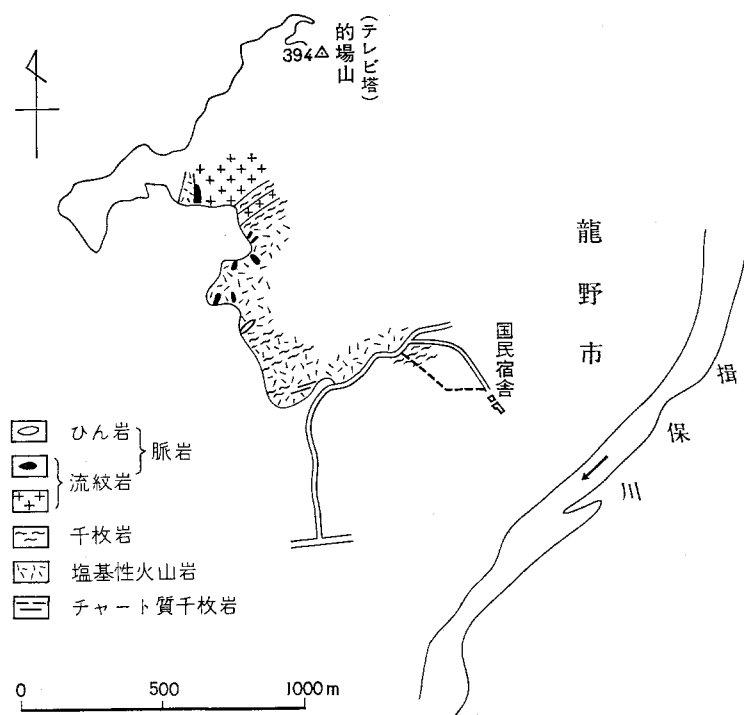 (テレビ塔)
的場山
394
龍野市
国民宿舎
揖保川
ひん岩
脈岩
流紋岩
千枚岩
塩基性火山岩
チャート質千枚岩
0 500 1000m